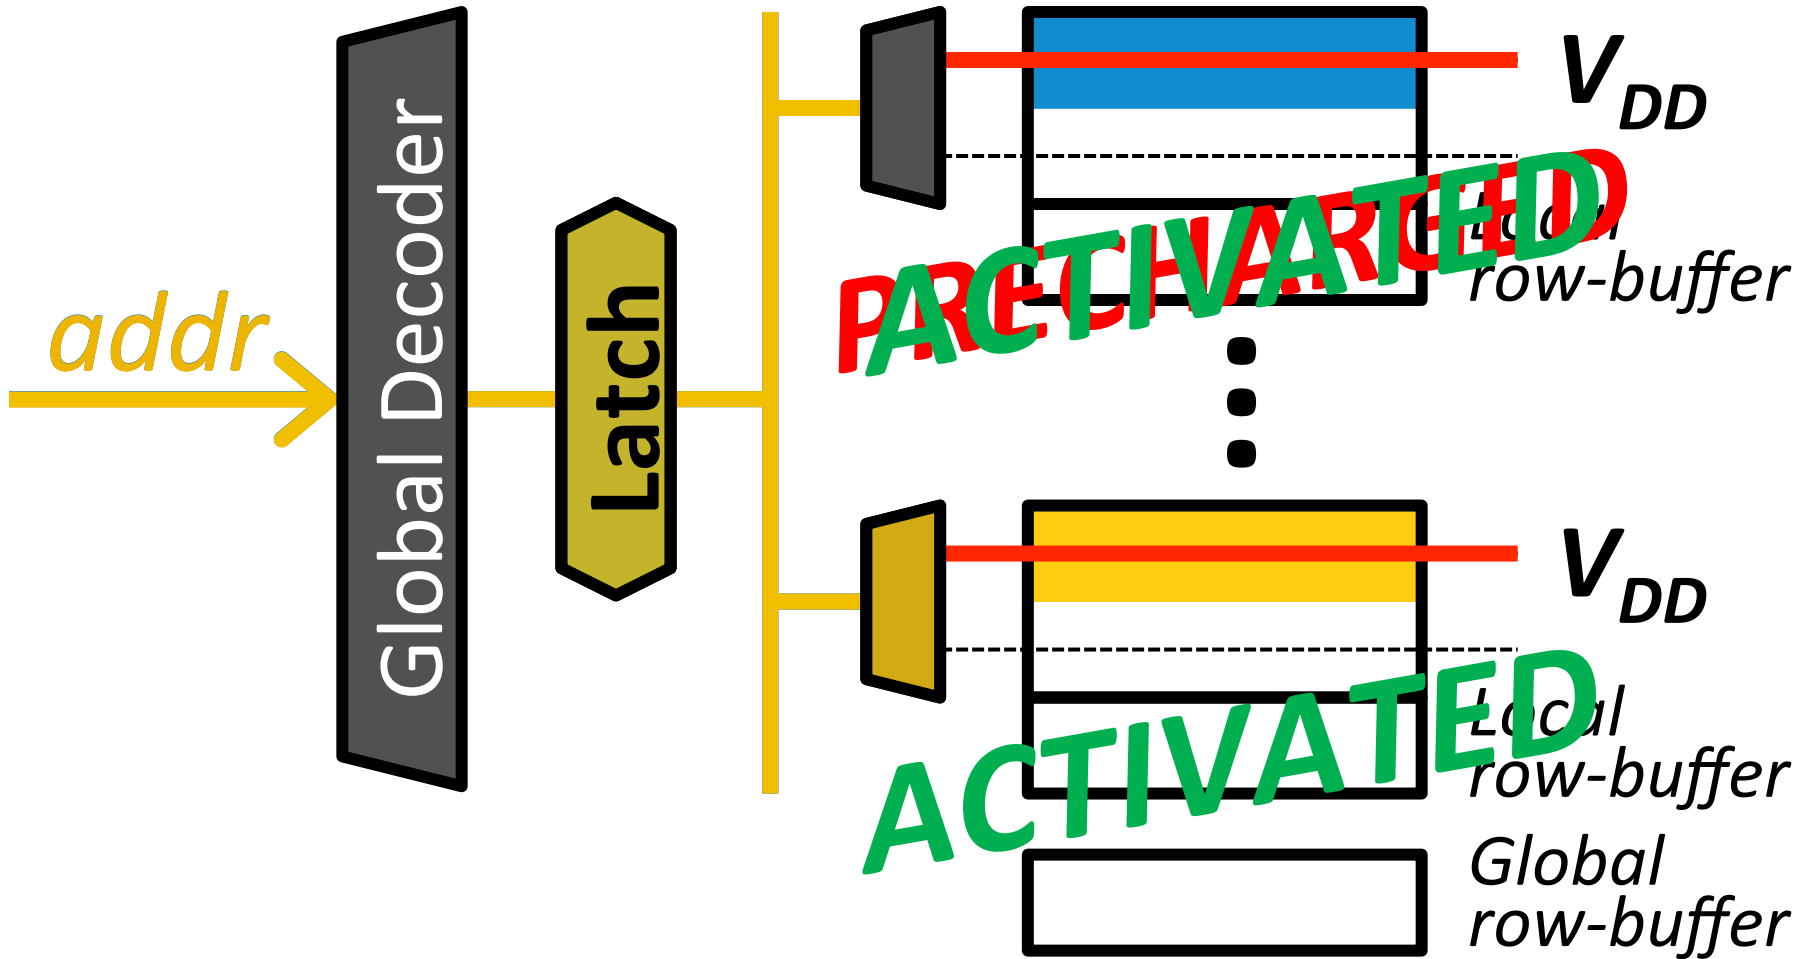 addr
Global Decoder
Latch
VDD
PRECHARGED
ACTIVATED
Local
row-buffer
VDD
ACTIVATED
Local
row-buffer
Global
row-buffer